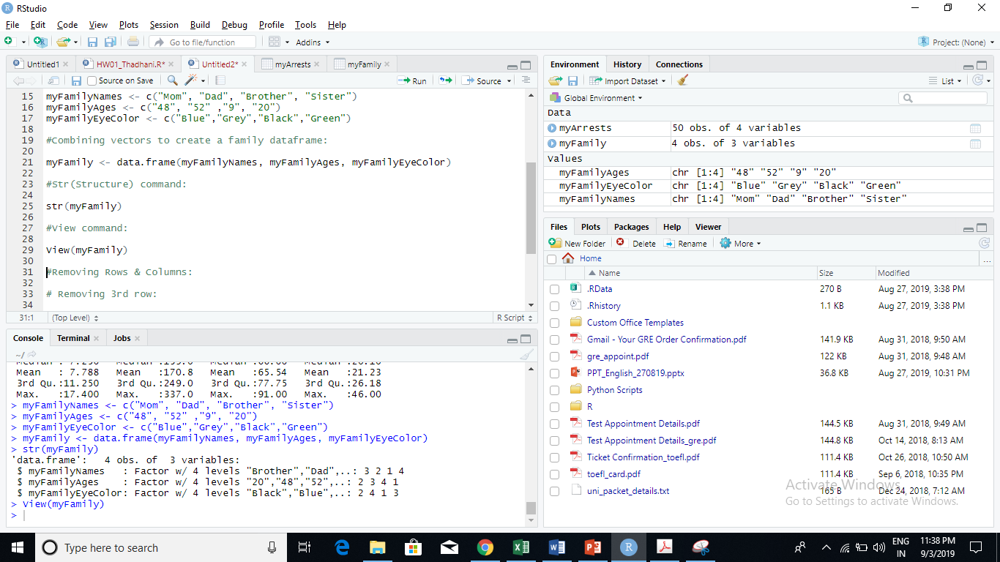 RStudio
File Edit Code View Plots Session Build Debug Profile Tools Help
Go to file/function Addins Project: (None)
Untitled1 HW01_Thadhani.R* Untitled2* myArrests myFamily
Source on Save Run Source
15 myFamilyNames <- c("Mom", "Dad", "Brother", "Sister")
16 myFamilyAges <- c("48", "52" ,"9", "20")
17 myFamilyEyeColor <- c("Blue","Grey","Black","Green")
18
19 #Combining vectors to create a family dataframe:
20
21 myFamily <- data.frame(myFamilyNames, myFamilyAges, myFamilyEyeColor)
22
23 #Str(Structure) command:
24
25 str(myFamily)
26
27 #View command:
28
29 View(myFamily)
30
31 #Removing Rows & Columns:
32
33 # Removing 3rd row:
34
31:1 (Top Level) R Script
Console Terminal Jobs
~/
Mean : 7.788 Mean :170.8 Mean :65.54 Mean :21.23
3rd Qu.:11.250 3rd Qu.:249.0 3rd Qu.:77.75 3rd Qu.:26.18
Max. :17.400 Max. :337.0 Max. :91.00 Max. :46.00
> myFamilyNames <- c("Mom", "Dad", "Brother", "Sister")
> myFamilyAges <- c("48", "52" ,"9", "20")
> myFamilyEyeColor <- c("Blue","Grey","Black","Green")
> myFamily <- data.frame(myFamilyNames, myFamilyAges, myFamilyEyeColor)
> str(myFamily)
'data.frame': 4 obs. of 3 variables:
$ myFamilyNames : Factor w/ 4 levels "Brother","Dad",..: 3 2 1 4
$ myFamilyAges : Factor w/ 4 levels "20","48","52",..: 2 3 4 1
$ myFamilyEyeColor: Factor w/ 4 levels "Black","Blue",..: 2 4 1 3
> View(myFamily)
>
Environment History Connections
Import Dataset List
Global Environment
Data
myArrests 50 obs. of 4 variables
myFamily 4 obs. of 3 variables
Values
myFamilyAges chr [1:4] "48" "52" "9" "20"
myFamilyEyeColor chr [1:4] "Blue" "Grey" "Black" "Green"
myFamilyNames chr [1:4] "Mom" "Dad" "Brother" "Sister"
Files Plots Packages Help Viewer
New Folder Delete Rename More
Home ...
Name Size Modified
.RData 270 B Aug 27, 2019, 3:38 PM
.Rhistory 1.1 KB Aug 27, 2019, 3:38 PM
Custom Office Templates
Gmail - Your GRE Order Confirmation.pdf 141.9 KB Aug 31, 2018, 9:50 AM
gre_appoint.pdf 122 KB Aug 31, 2018, 9:48 AM
PPT_English_270819.pptx 36.8 KB Aug 27, 2019, 10:31 PM
Python Scripts
R
Test Appointment Details.pdf 144.5 KB Aug 31, 2018, 9:49 AM
Test Appointment Details_gre.pdf 144.8 KB Oct 14, 2018, 8:13 AM
Ticket Confirmation_toefl.pdf 111.4 KB Oct 26, 2018, 10:50 AM
toefl_card.pdf 111.4 KB Sep 6, 2018, 10:35 PM
uni_packet_details.txt 165 B Dec 24, 2018, 7:12 AM
Activate Windows
Go to Settings to activate Windows.
Type here to search
ENG 11:38 PM
IN 9/3/2019